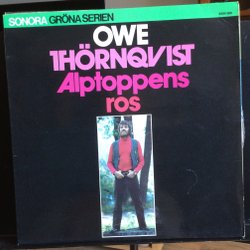 SONORA GRÖNA SERIEN
OWE
THÖRNQVIST
Alptoppens
ros